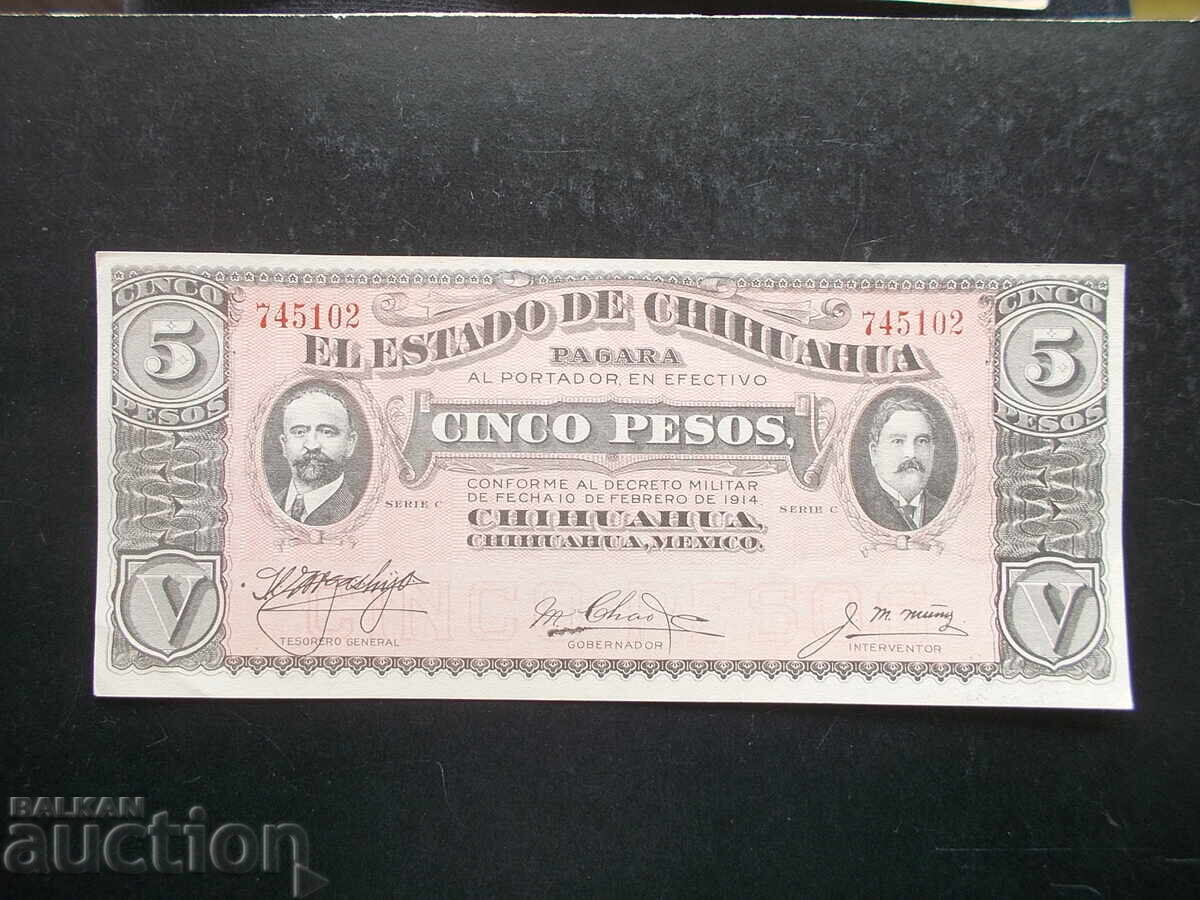 CINCO
5
PESOS
745102
EL ESTADO DE CHIHUAHUA
745102
CINCO
5
PESOS
PAGARA
AL PORTADOR, EN EFECTIVO
CINCO PESOS,
CONFORME AL DECRETO MILITAR
DE FECHA 10 DE FEBRERO DE 1914
SERIE C
SERIE C
CHIHUAHUA,
CHIHUAHUA, MEXICO.
V
V
M Chao
J. M. Muñoz
TESORERO GENERAL
GOBERNADOR
INTERVENTOR
BALKAN
auction